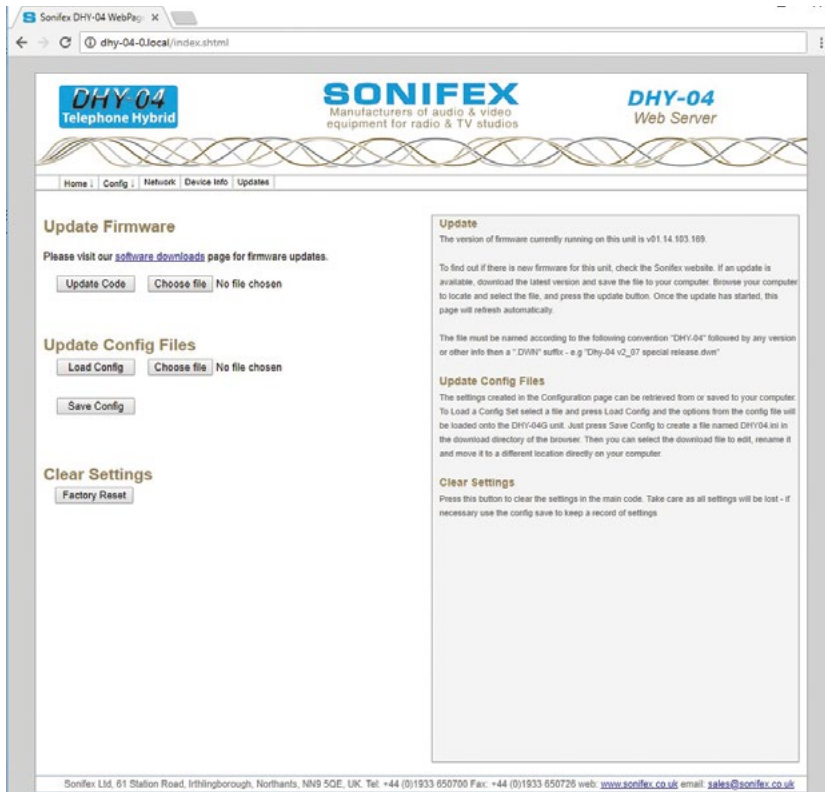 Sonifex DHY-04 WebPag
dhy-04-0.local/index.shtml
DHY-04
Telephone Hybrid
SONIFEX
Manufacturers of audio & video
equipment for radio & TV studios
DHY-04
Web Server
Home ↓ Config ↓ Network Device Info Updates
Update Firmware
Please visit our software downloads page for firmware updates.
Update Code Choose file No file chosen
Update Config Files
Load Config Choose file No file chosen
Save Config
Clear Settings
Factory Reset
Update
The version of firmware currently running on this unit is v01.14.103.169.
To find out if there is new firmware for this unit, check the Sonifex website. If an update is
available, download the latest version and save the file to your computer. Browse your computer
to locate and select the file, and press the update button. Once the update has started, this
page will refresh automatically.
The file must be named according to the following convention "DHY-04" followed by any version
or other info then a ".DWN" suffix - e.g "Dhy-04 v2_07 special release.dwn"
Update Config Files
The settings created in the Configuration page can be retrieved from or saved to your computer.
To Load a Config Set select a file and press Load Config and the options from the config file will
be loaded onto the DHY-04G unit. Just press Save Config to create a file named DHY04.ini in
the download directory of the browser. Then you can select the download file to edit, rename it
and move it to a different location directly on your computer.
Clear Settings
Press this button to clear the settings in the main code. Take care as all settings will be lost - if
necessary use the config save to keep a record of settings
Sonifex Ltd, 61 Station Road, Irthlingborough, Northants, NN9 5QE, UK. Tel: +44 (0)1933 650700 Fax: +44 (0)1933 650726 web: www.sonifex.co.uk email: sales@sonifex.co.uk